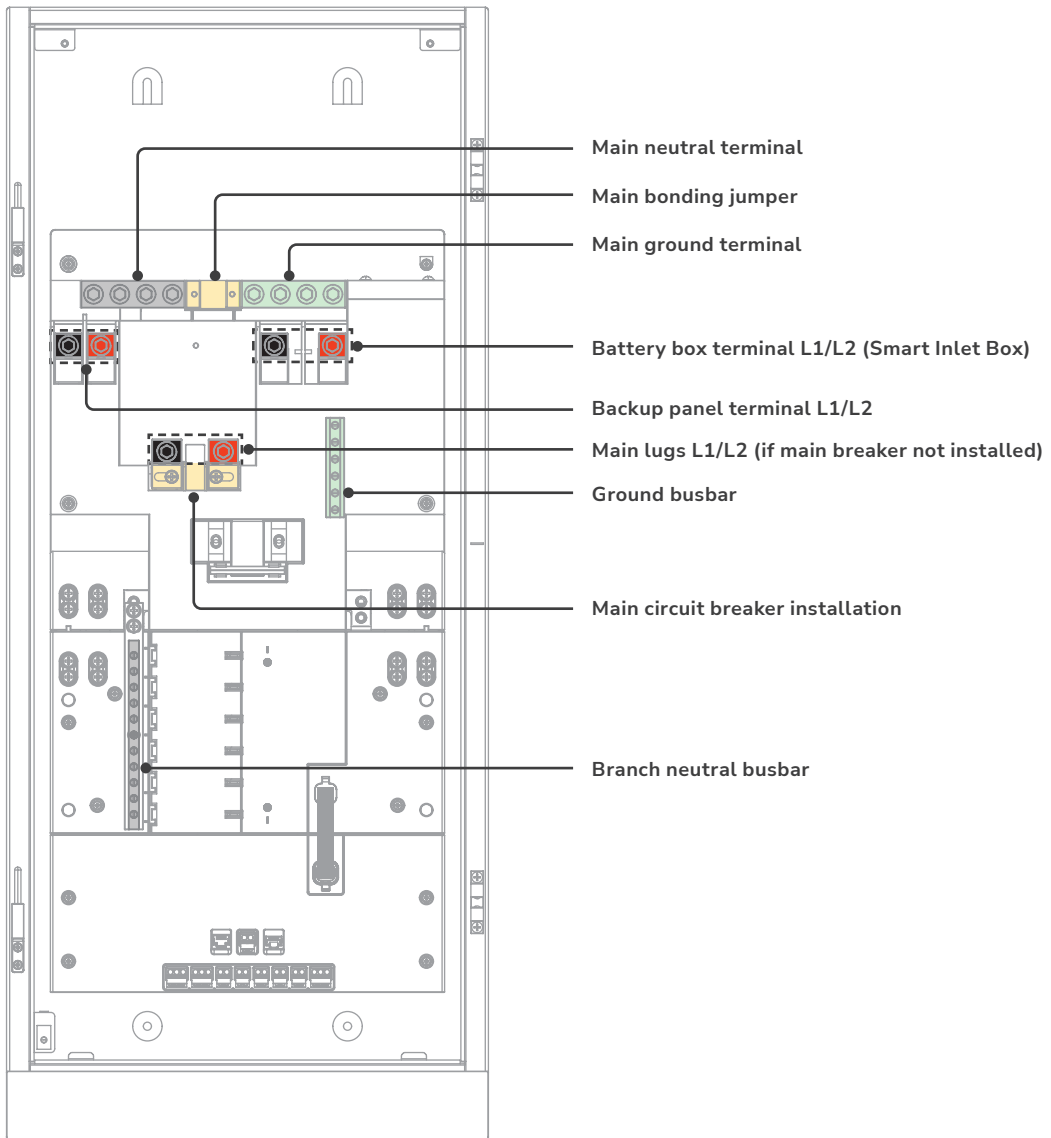 Main neutral terminal
Main bonding jumper
Main ground terminal
Battery box terminal L1/L2 (Smart Inlet Box)
Backup panel terminal L1/L2
Main lugs L1/L2 (if main breaker not installed)
Ground busbar
Main circuit breaker installation
Branch neutral busbar